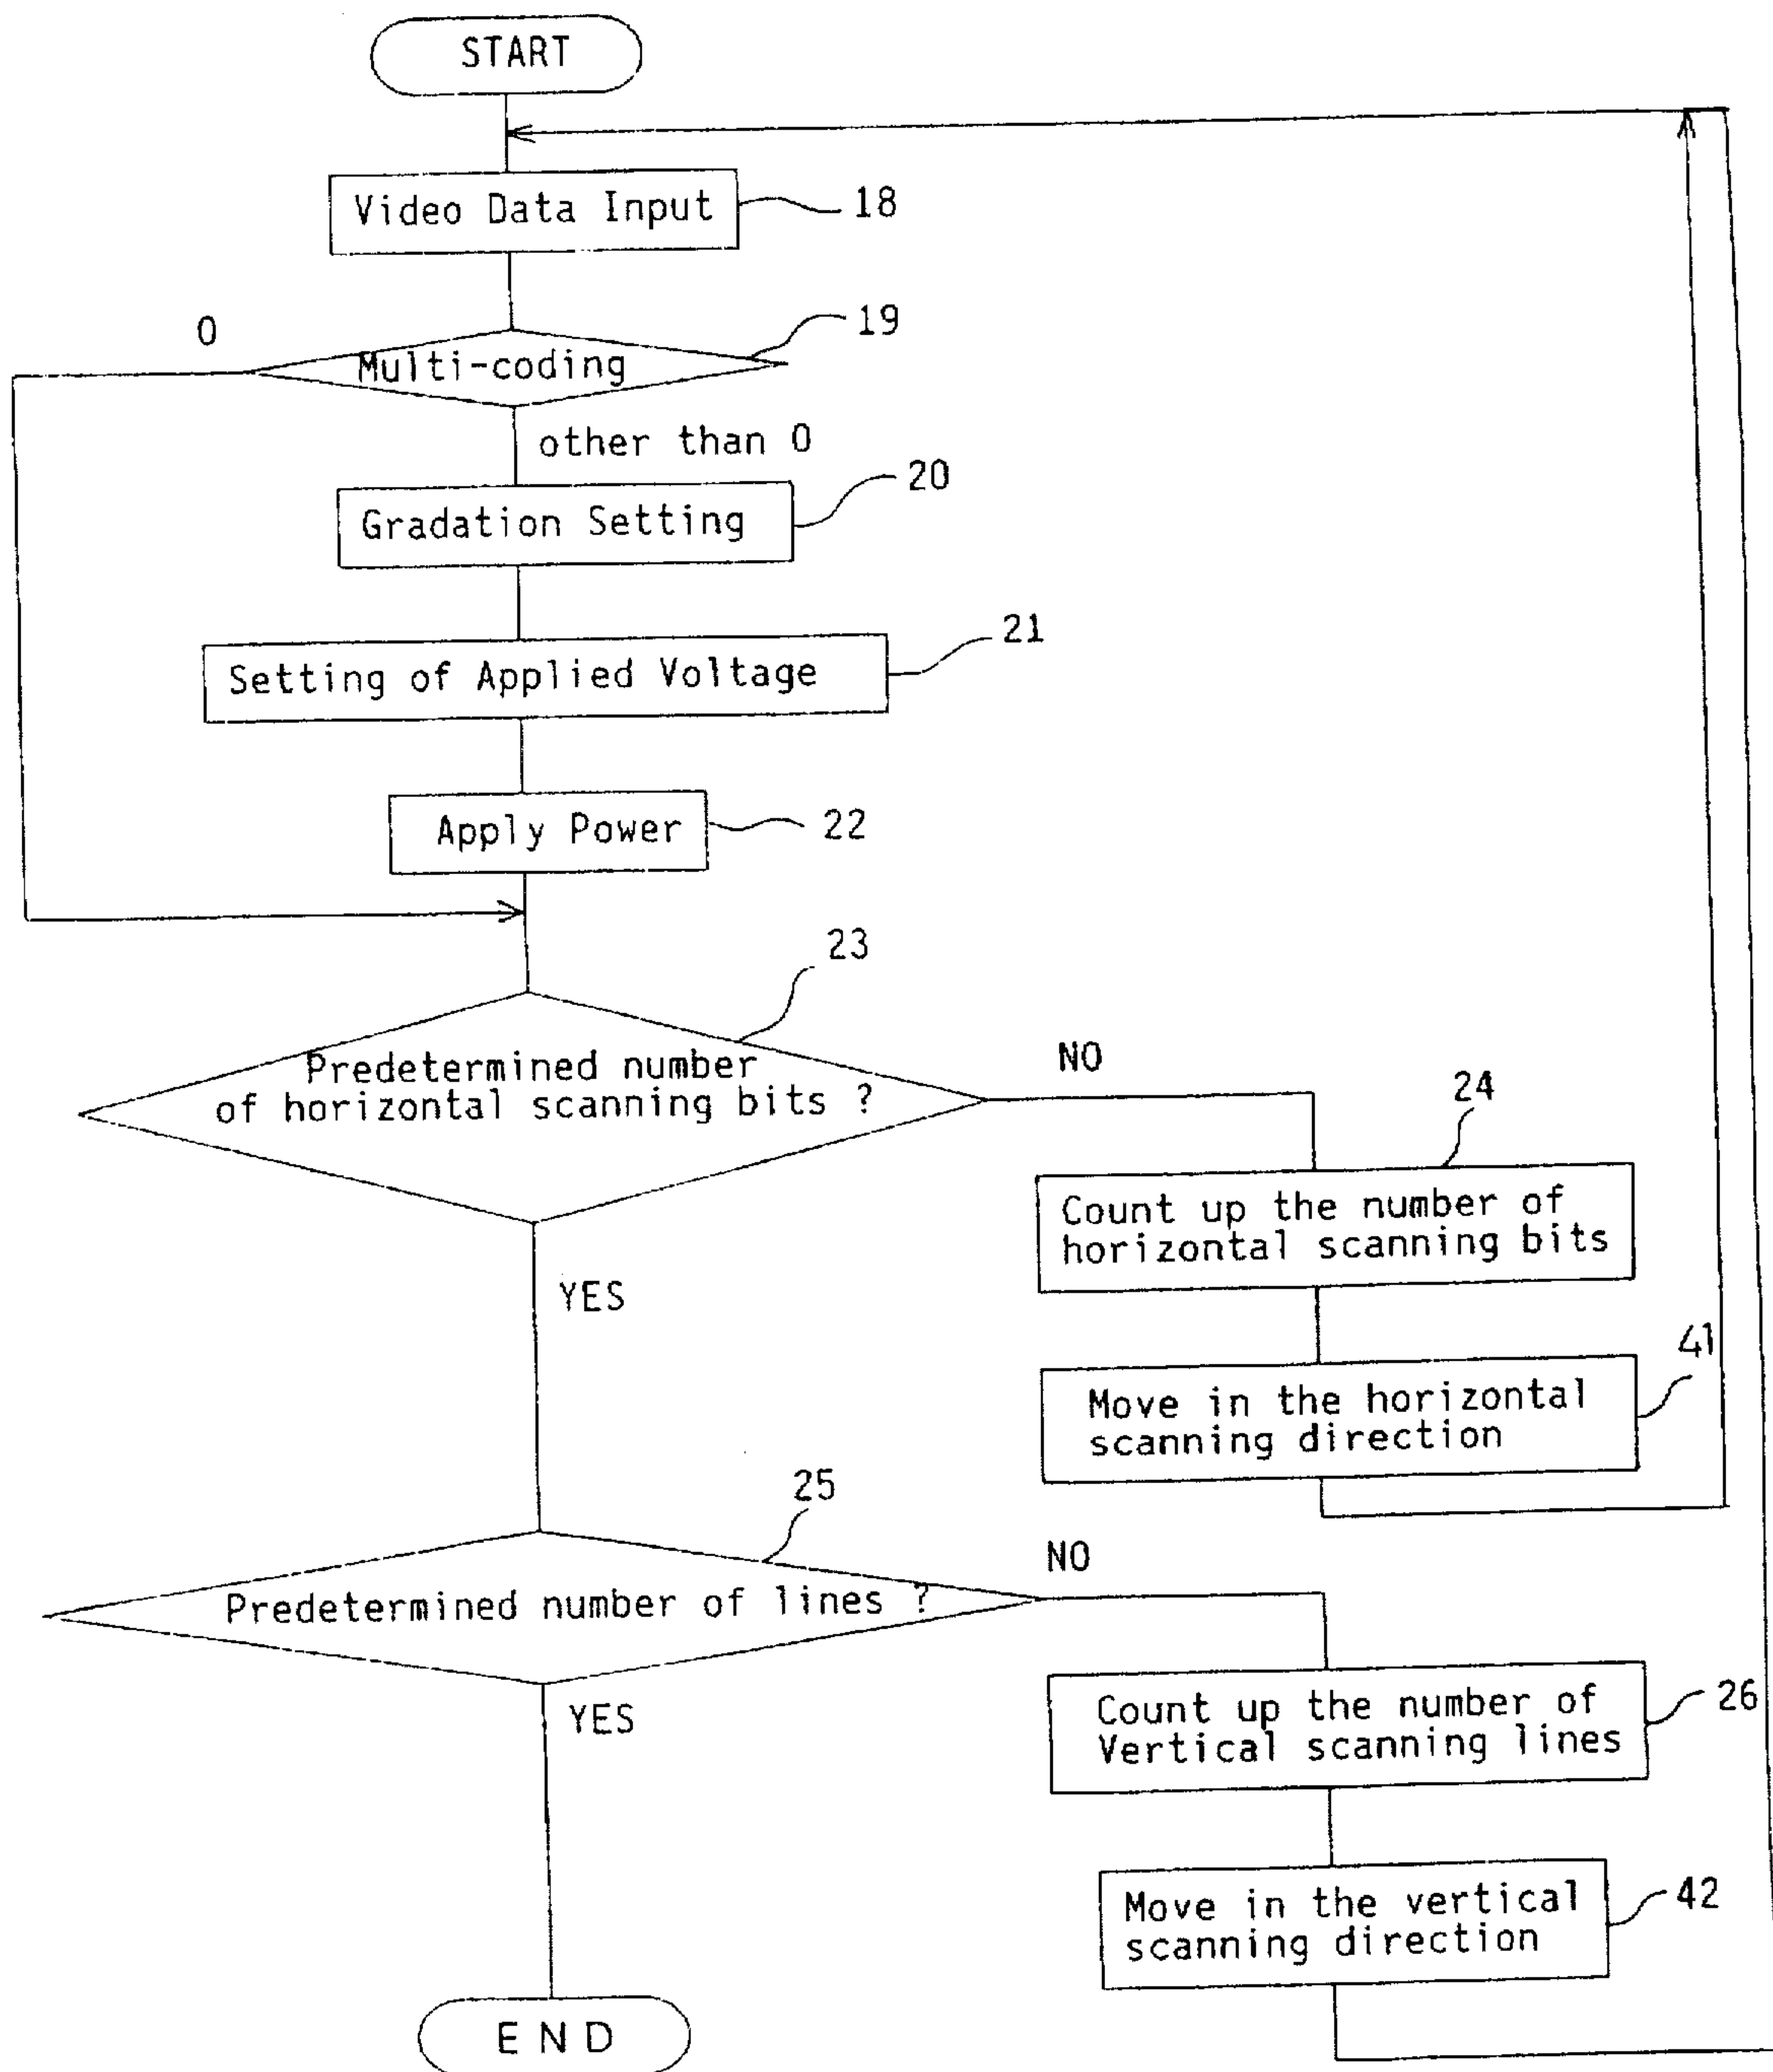 START
Video Data Input
18
0
Multi-coding
19
other than 0
Gradation Setting
20
Setting of Applied Voltage
21
Apply Power
22
23
Predetermined number
of horizontal scanning bits ?
NO
24
Count up the number of
horizontal scanning bits
YES
41
Move in the horizontal
scanning direction
25
Predetermined number of lines ?
NO
Count up the number of
Vertical scanning lines
26
YES
Move in the vertical
scanning direction
42
END